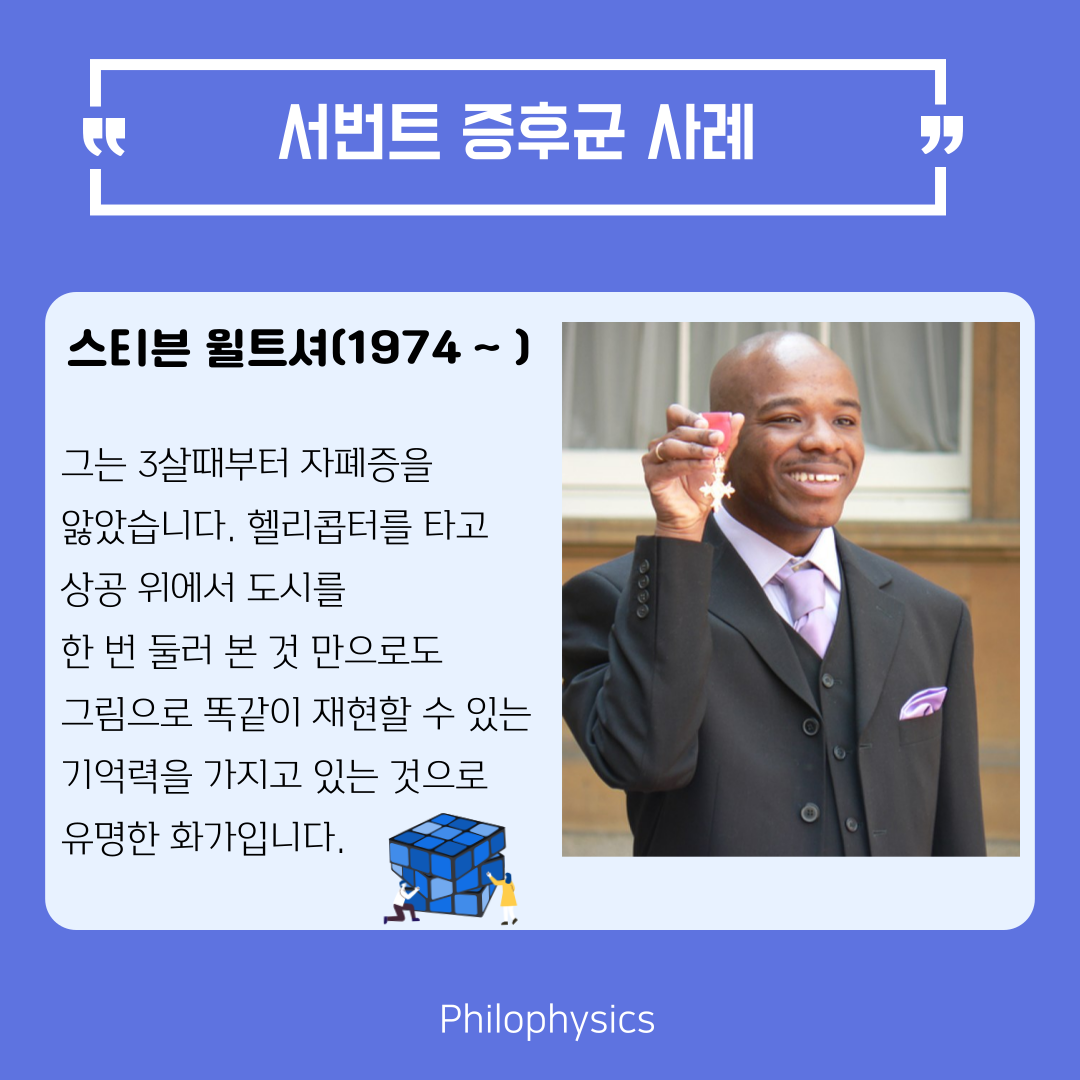 서번트 증후군 사례
스티븐 윌트셔(1974 ~ )
그는 3살때부터 자폐증을
앓았습니다. 헬리콥터를 타고
상공 위에서 도시를
한 번 둘러 본 것 만으로도
그림으로 똑같이 재현할 수 있는
기억력을 가지고 있는 것으로
유명한 화가입니다.
Philophysics